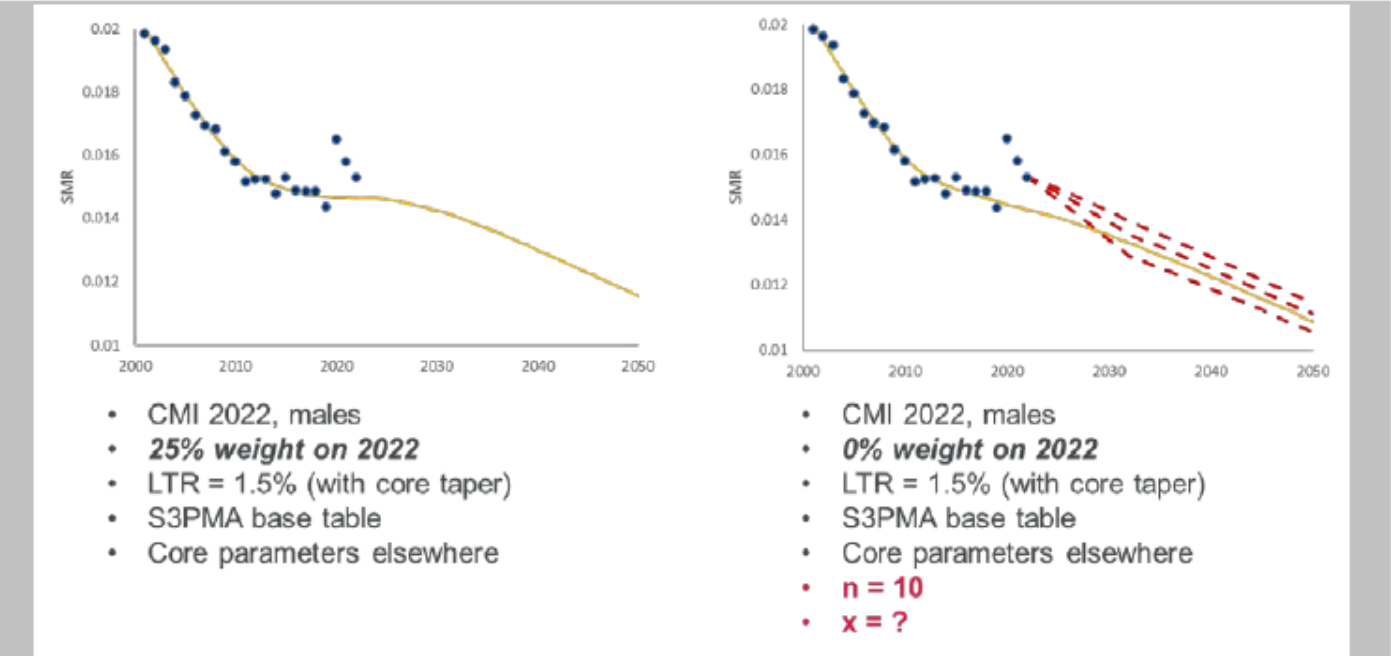 0.02
0.018
0.016
0.014
0.012
0.01
SMR
2000 2010 2020 2030 2040 2050
• CMI 2022, males
• 25% weight on 2022
• LTR = 1.5% (with core taper)
• S3PMA base table
• Core parameters elsewhere
0.02
0.018
0.016
0.014
0.012
0.01
SMR
2000 2010 2020 2030 2040 2050
• CMI 2022, males
• 0% weight on 2022
• LTR = 1.5% (with core taper)
• S3PMA base table
• Core parameters elsewhere
• n = 10
• x = ?